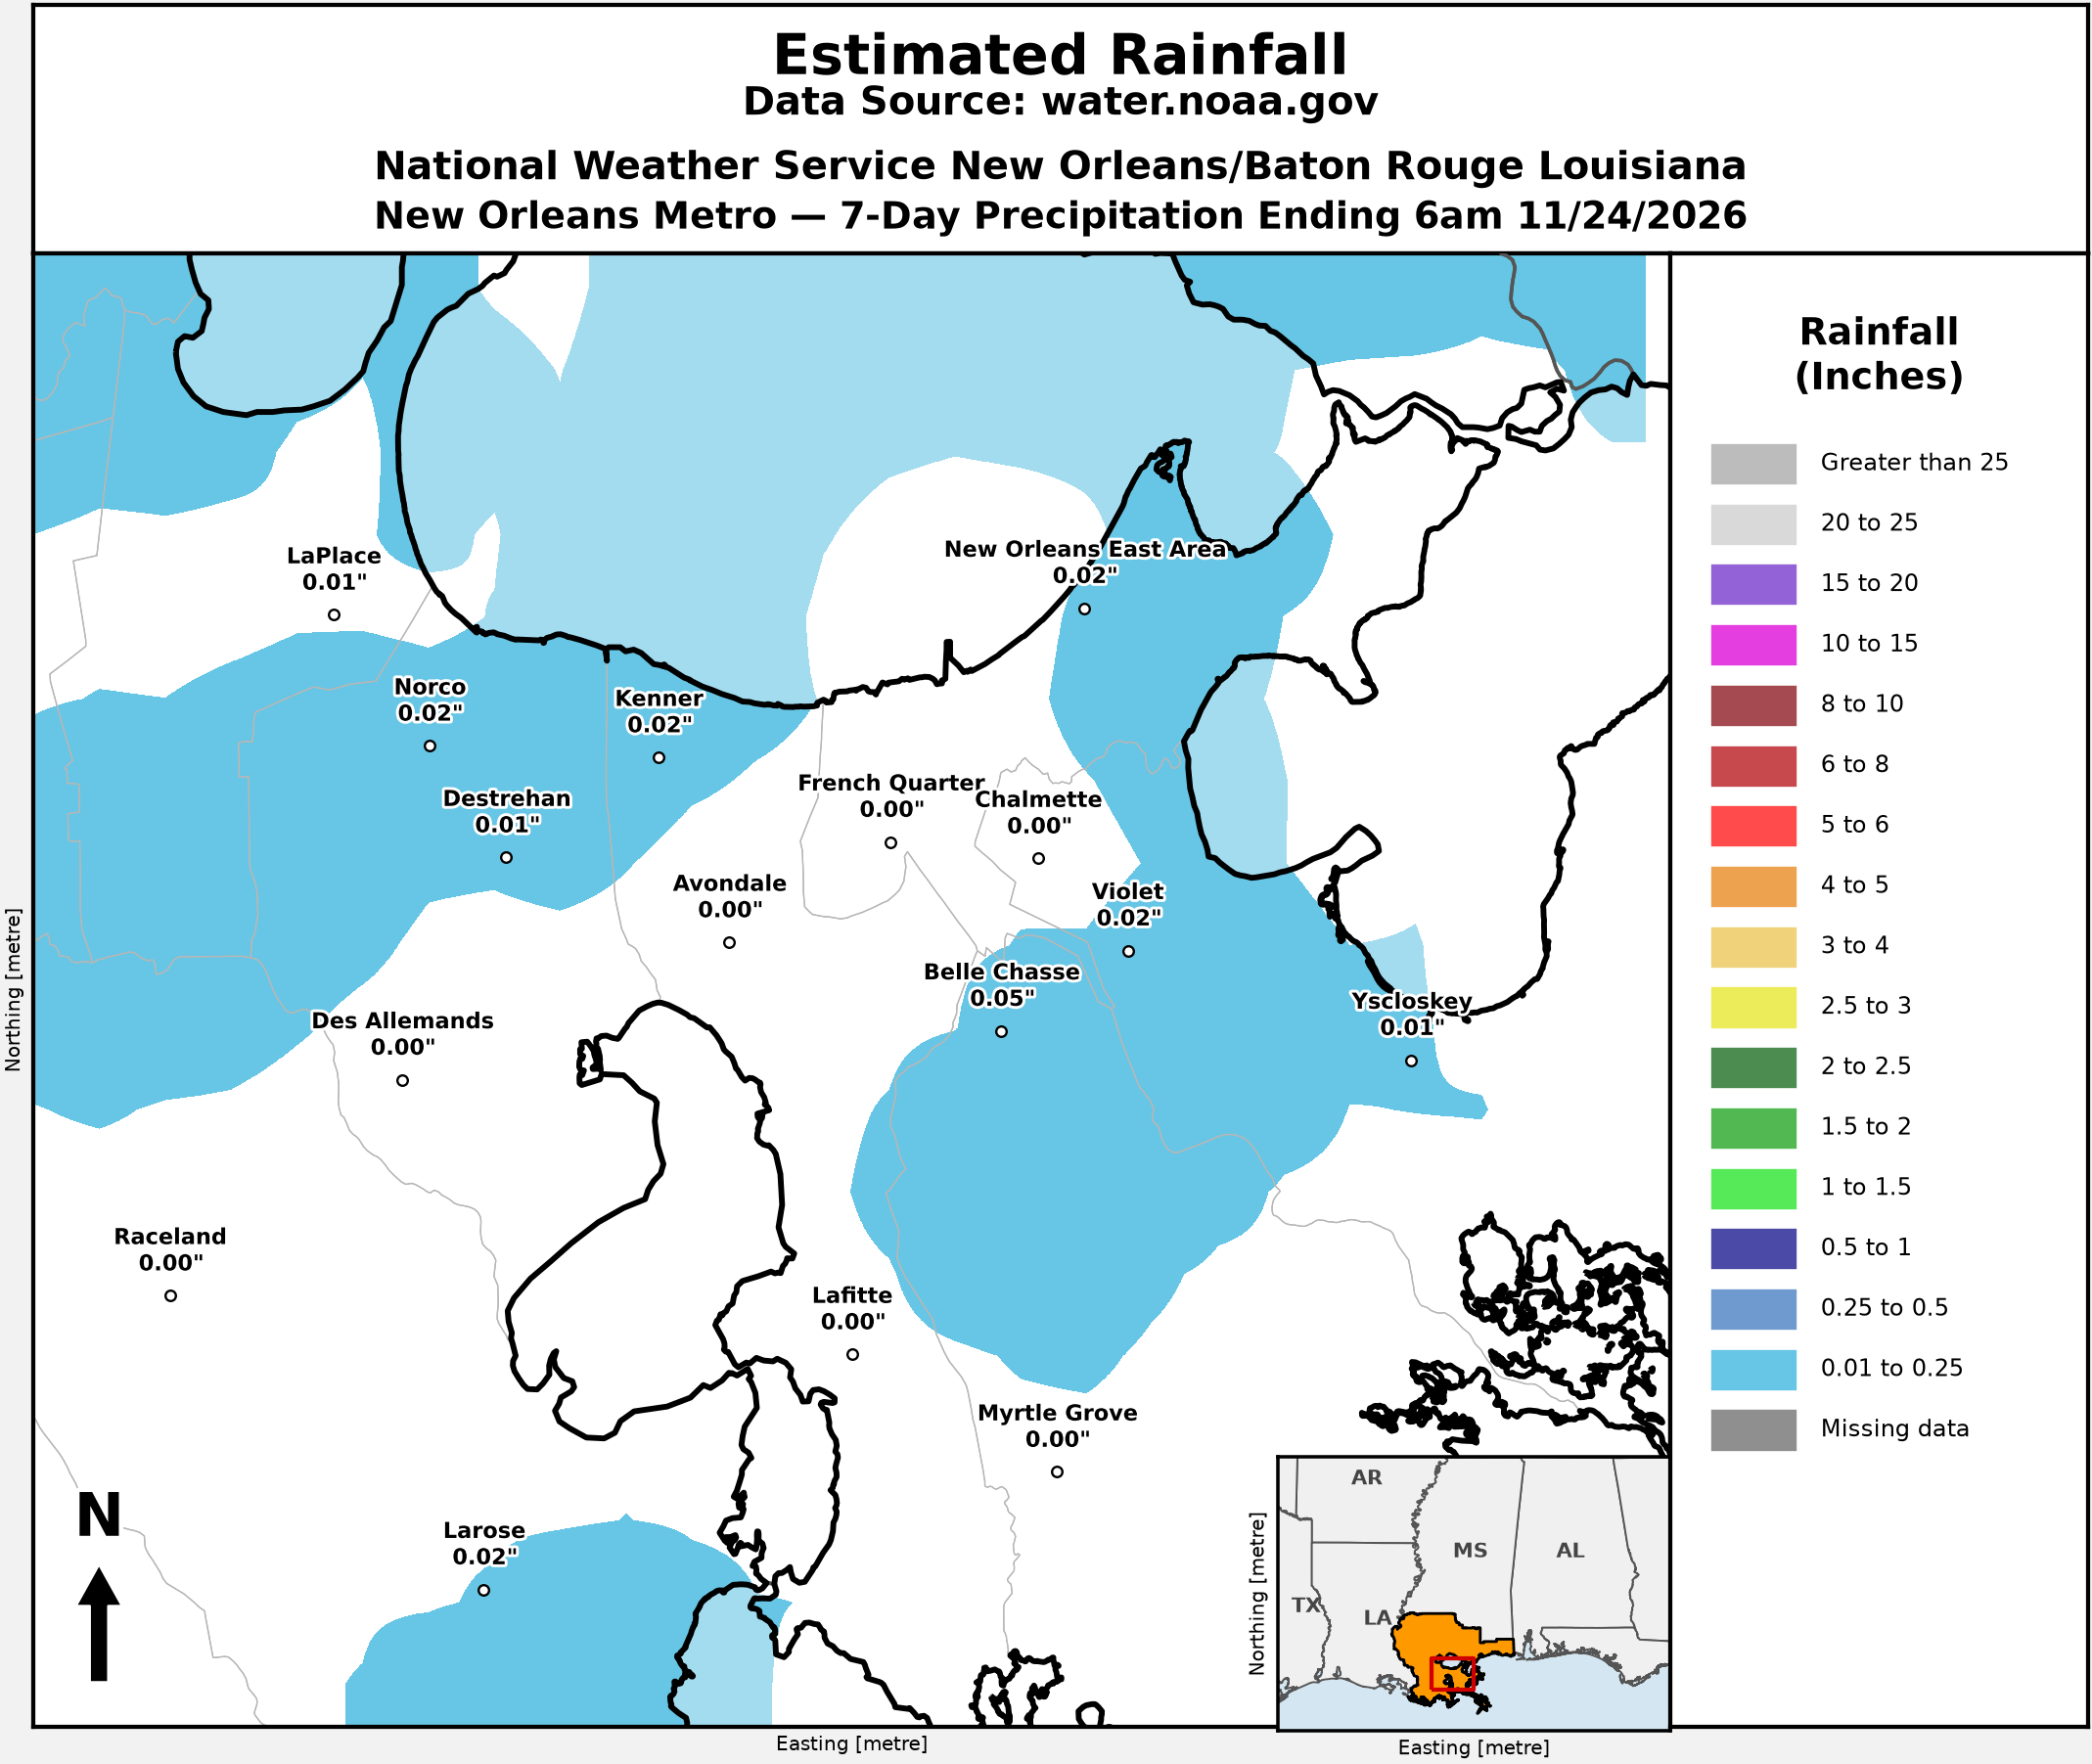 Estimated Rainfall
Data Source: water.noaa.gov
National Weather Service New Orleans/Baton Rouge Louisiana
New Orleans Metro — 7-Day Precipitation Ending 6am 11/24/2026
Rainfall
(Inches)
Greater than 25
20 to 25
15 to 20
10 to 15
8 to 10
6 to 8
5 to 6
4 to 5
3 to 4
2.5 to 3
2 to 2.5
1.5 to 2
1 to 1.5
0.5 to 1
0.25 to 0.5
0.01 to 0.25
Missing data
New Orleans East Area
0.02"
LaPlace
0.01"
Norco
0.02"
Kenner
0.02"
French Quarter
0.00"
Chalmette
0.00"
Destrehan
0.01"
Avondale
0.00"
Violet
0.02"
Belle Chasse
0.05"
Yscloskey
0.01"
Des Allemands
0.00"
Raceland
0.00"
Lafitte
0.00"
Myrtle Grove
0.00"
Larose
0.02"
N
AR
MS
AL
TX
LA
Northing [metre]
Easting [metre]
Northing [metre]
Easting [metre]